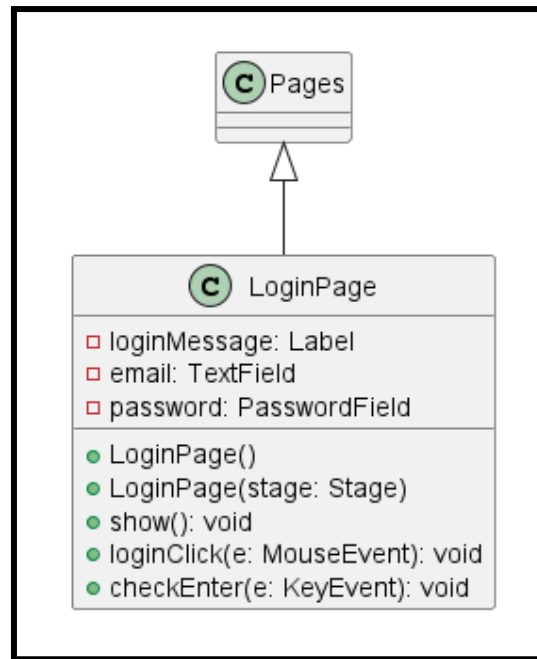 C Pages
C LoginPage
loginMessage: Label
email: TextField
password: PasswordField
LoginPage()
LoginPage(stage: Stage)
show(): void
loginClick(e: MouseEvent): void
checkEnter(e: KeyEvent): void